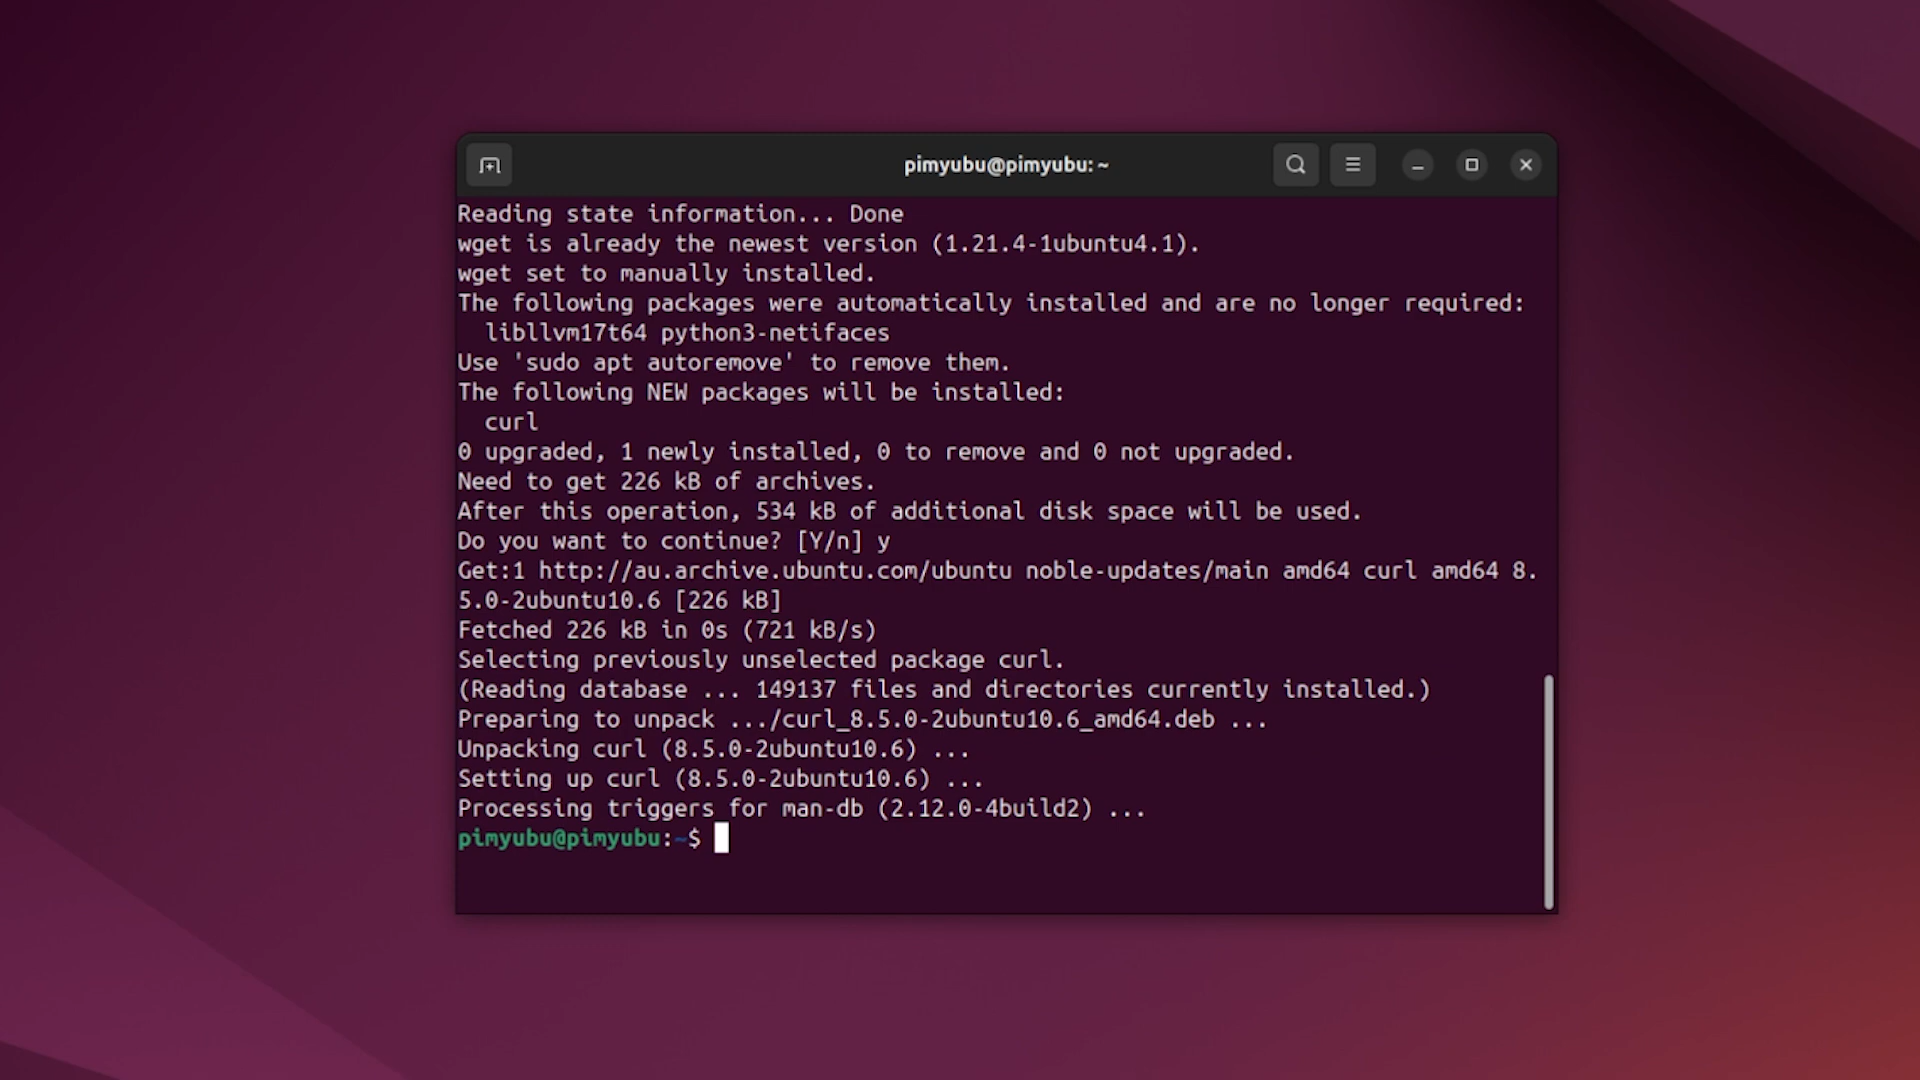 pimyubu@pimyubu: ~
Reading state information... Done
wget is already the newest version (1.21.4-1ubuntu4.1).
wget set to manually installed.
The following packages were automatically installed and are no longer required:
  libllvm17t64 python3-netifaces
Use 'sudo apt autoremove' to remove them.
The following NEW packages will be installed:
  curl
0 upgraded, 1 newly installed, 0 to remove and 0 not upgraded.
Need to get 226 kB of archives.
After this operation, 534 kB of additional disk space will be used.
Do you want to continue? [Y/n] y
Get:1 http://au.archive.ubuntu.com/ubuntu noble-updates/main amd64 curl amd64 8.
5.0-2ubuntu10.6 [226 kB]
Fetched 226 kB in 0s (721 kB/s)
Selecting previously unselected package curl.
(Reading database ... 149137 files and directories currently installed.)
Preparing to unpack .../curl_8.5.0-2ubuntu10.6_amd64.deb ...
Unpacking curl (8.5.0-2ubuntu10.6) ...
Setting up curl (8.5.0-2ubuntu10.6) ...
Processing triggers for man-db (2.12.0-4build2) ...
pimyubu@pimyubu:~$